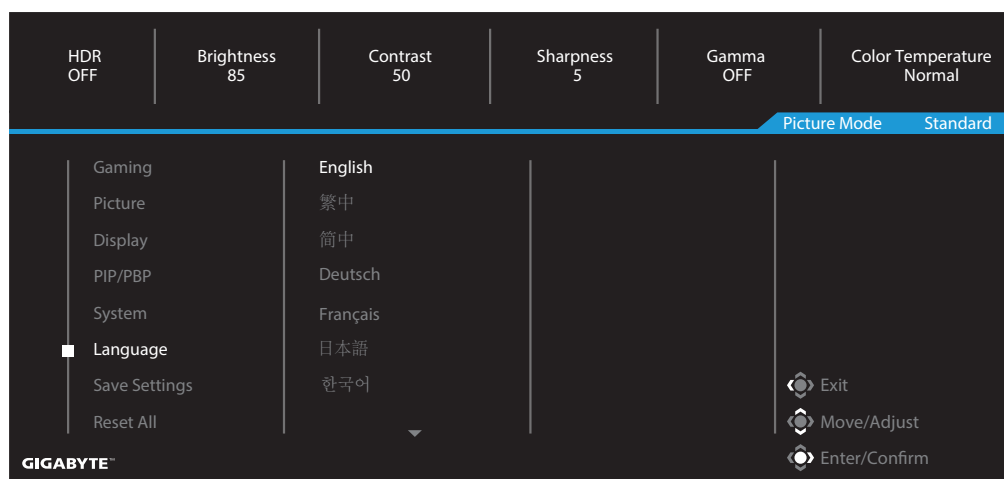 HDR
OFF
Brightness
85
Contrast
50
Sharpness
5
Gamma
OFF
Color Temperature
Normal
Picture Mode Standard
Gaming
Picture
Display
PIP/PBP
System
Language
Save Settings
Reset All
English
繁中
简中
Deutsch
Français
日本語
한국어
Exit
Move/Adjust
Enter/Confirm
GIGABYTE™